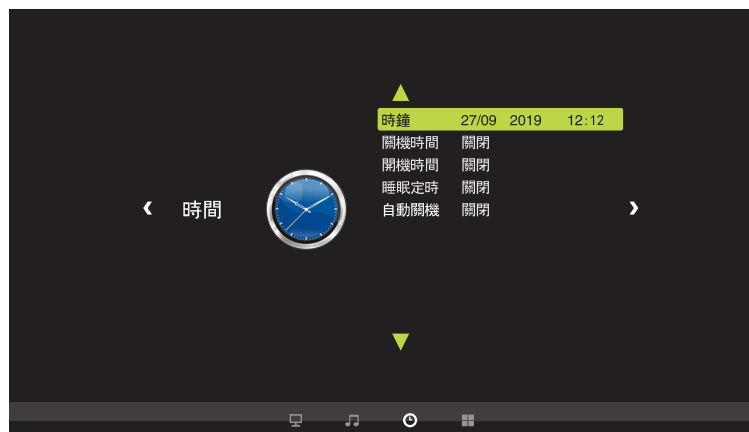 時間
時鐘 27/09 2019 12:12
關機時間 關閉
開機時間 關閉
睡眠定時 關閉
自動關機 關閉